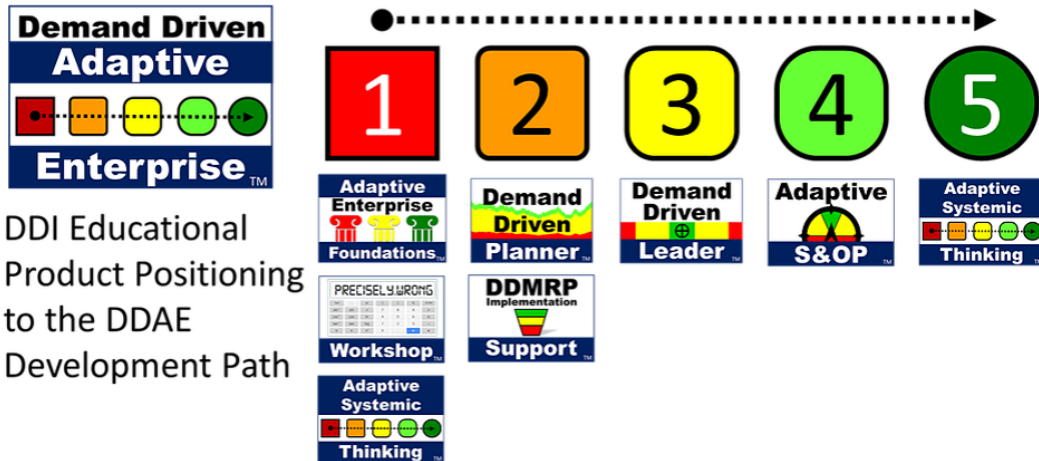 Demand Driven
Adaptive
Enterprise TM
DDI Educational
Product Positioning
to the DDAE
Development Path
1 2 3 4 5
Adaptive
Enterprise
Foundations TM
PRECISELY.WRONG
Workshop TM
Adaptive
Systemic
Thinking TM
Demand
Driven
Planner TM
DDMRP
Implementation
Support TM
Demand
Driven
Leader TM
Adaptive
S&OP TM
Adaptive
Systemic
Thinking TM